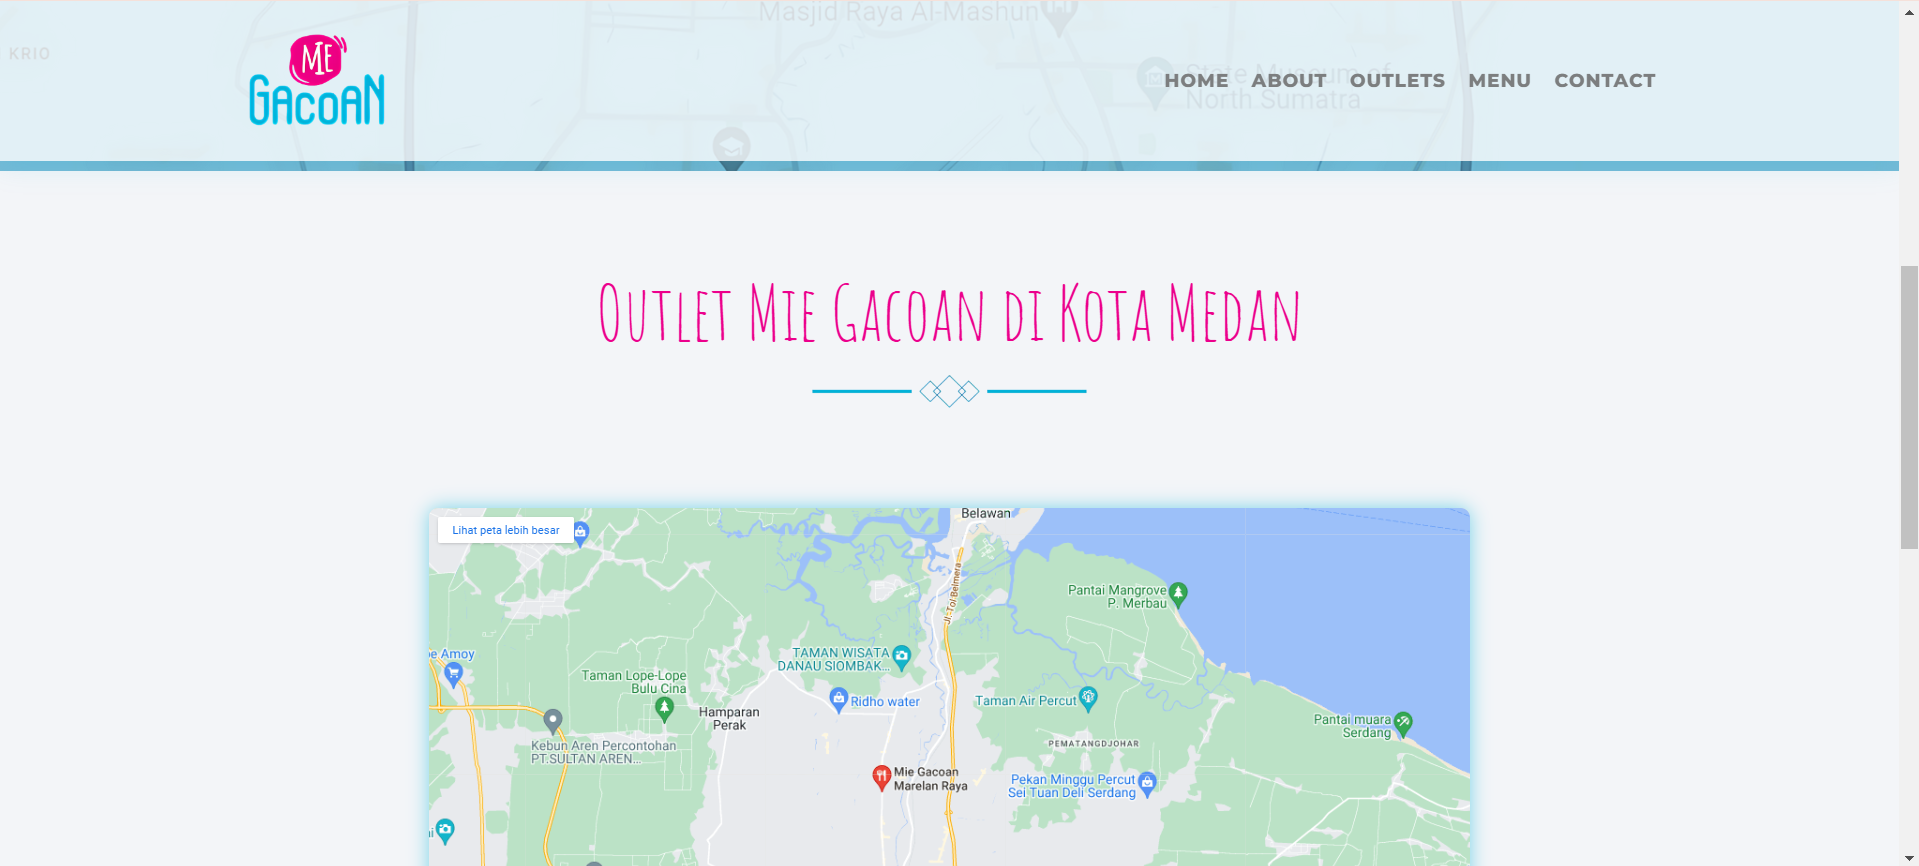 Masjid Raya Al-Mashun
KRIO
ME
GACOAN
State Museum of
North Sumatra
HOME ABOUT OUTLETS MENU CONTACT
Outlet Mie Gacoan di Kota Medan
Lihat peta lebih besar
Belawan
Jl. Tol Belmera
Pantai Mangrove
P. Merbau
TAMAN WISATA
DANAU SIOMBAK...
Amoy
Taman Lope-Lope
Bulu Cina
Ridho water
Taman Air Percut
Hamparan
Perak
Pantai muara
Serdang
Kebun Aren Percontohan
PT.SULTAN AREN...
PEMATANGDJOHAR
Mie Gacoan
Marelan Raya
Pekan Minggu Percut
Sei Tuan Deli Serdang